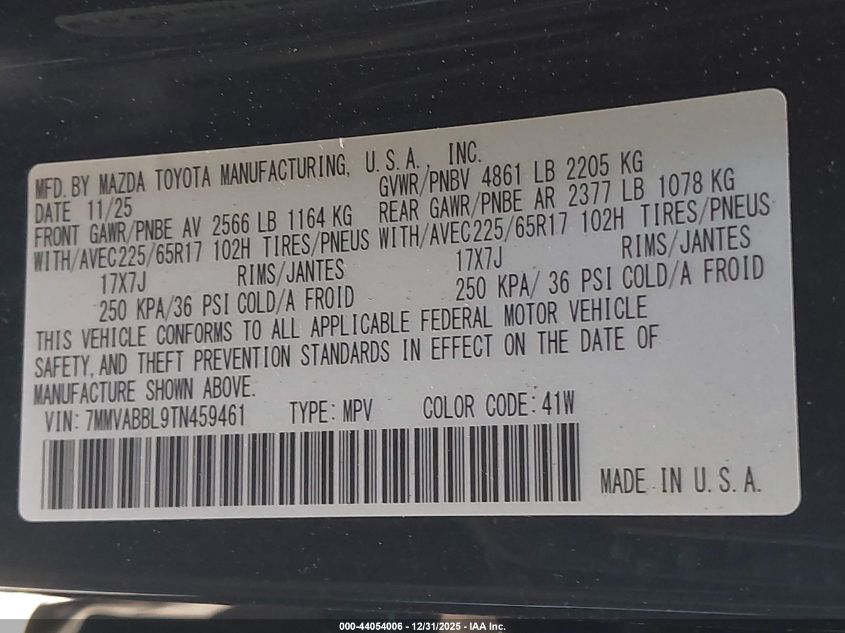 MFD. BY MAZDA TOYOTA MANUFACTURING, U.S.A., INC.
DATE 11/25 GVWR/PNBV 4861 LB 2205 KG
FRONT GAWR/PNBE AV 2566 LB 1164 KG REAR GAWR/PNBE AR 2377 LB 1078 KG
WITH/AVEC225/65R17 102H TIRES/PNEUS WITH/AVEC225/65R17 102H TIRES/PNEUS
17X7J RIMS/JANTES 17X7J RIMS/JANTES
250 KPA/36 PSI COLD/A FROID 250 KPA/ 36 PSI COLD/A FROID
THIS VEHICLE CONFORMS TO ALL APPLICABLE FEDERAL MOTOR VEHICLE
SAFETY, AND THEFT PREVENTION STANDARDS IN EFFECT ON THE DATE OF
MANUFACTURE SHOWN ABOVE.
VIN: 7MMVABBL9TN459461 TYPE: MPV COLOR CODE: 41W
MADE IN U.S.A.
000-44054006 - 12/31/2025 - IAA Inc.